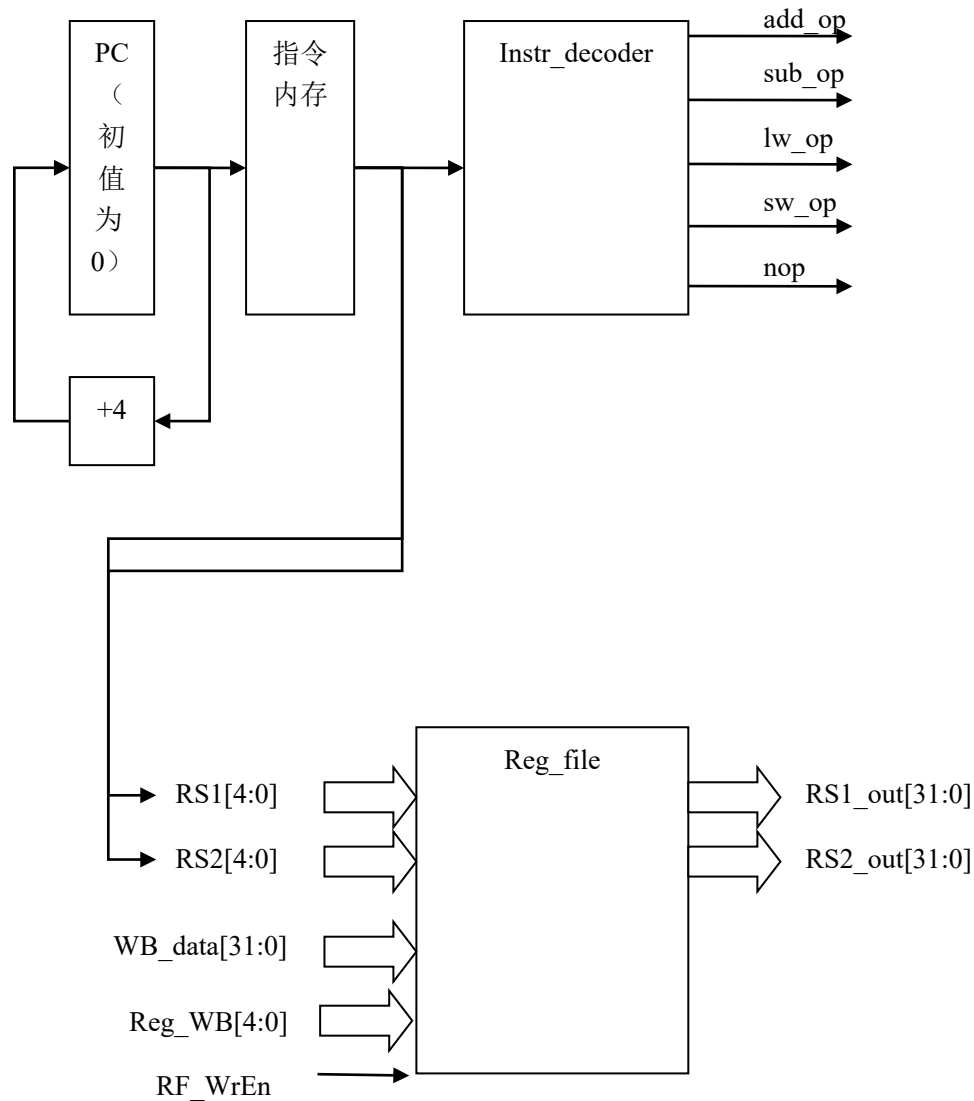 PC
（
初
值
为
0）
指令
内存
Instr_decoder
add_op
sub_op
lw_op
sw_op
nop
+4
Reg_file
RS1[4:0]
RS1_out[31:0]
RS2[4:0]
RS2_out[31:0]
WB_data[31:0]
Reg_WB[4:0]
RF_WrEn